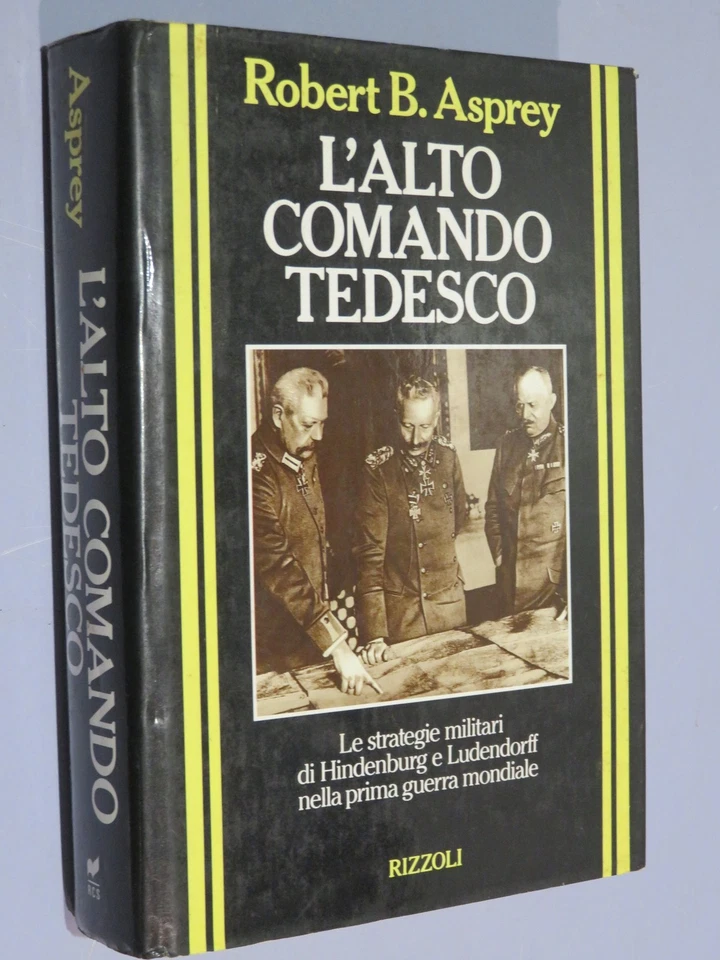 Robert B. Asprey
L'ALTO
COMANDO
TEDESCO
Le strategie militari
di Hindenburg e Ludendorff
nella prima guerra mondiale
RIZZOLI
Asprey
L'ALTO COMANDO
TEDESCO
RCS